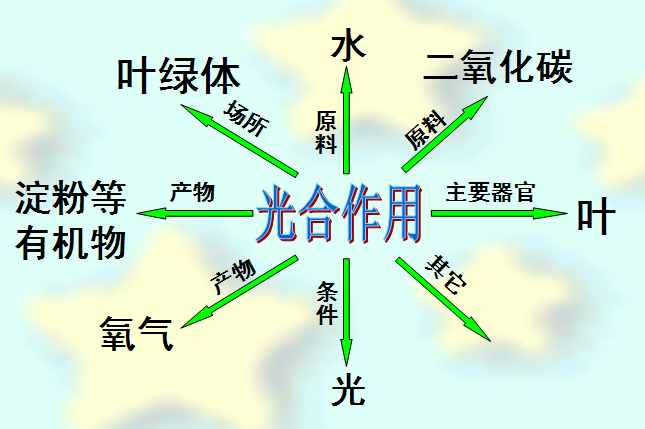 水
二氧化碳
叶绿体
场所
原料
原料
淀粉等
有机物
产物
光合作用
主要器官
叶
产物
氧气
条件
光
其它